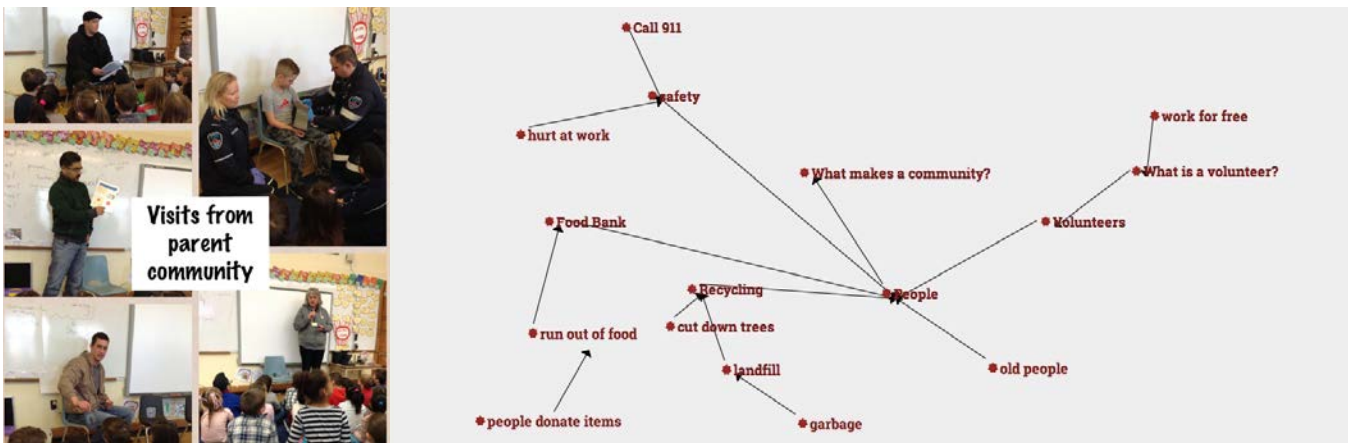 Visits from
parent
community
Call 911
safety
hurt at work
work for free
What makes a community?
What is a volunteer?
Food Bank
Volunteers
Recycling
People
cut down trees
run out of food
landfill
old people
people donate items
garbage